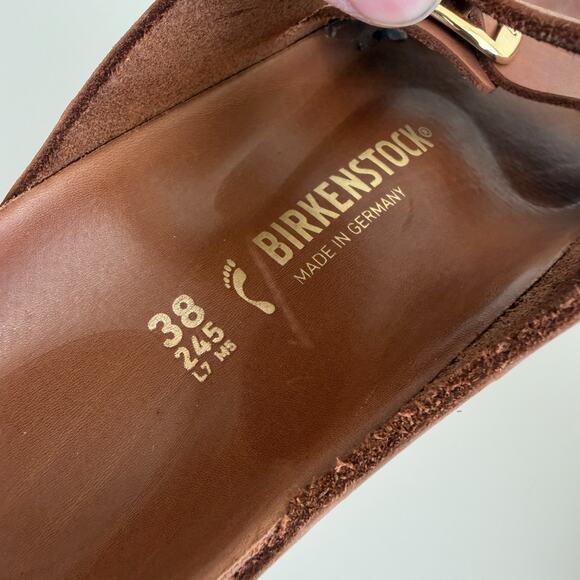 BIRKENSTOCK®
MADE IN GERMANY
38
245
L7 M5